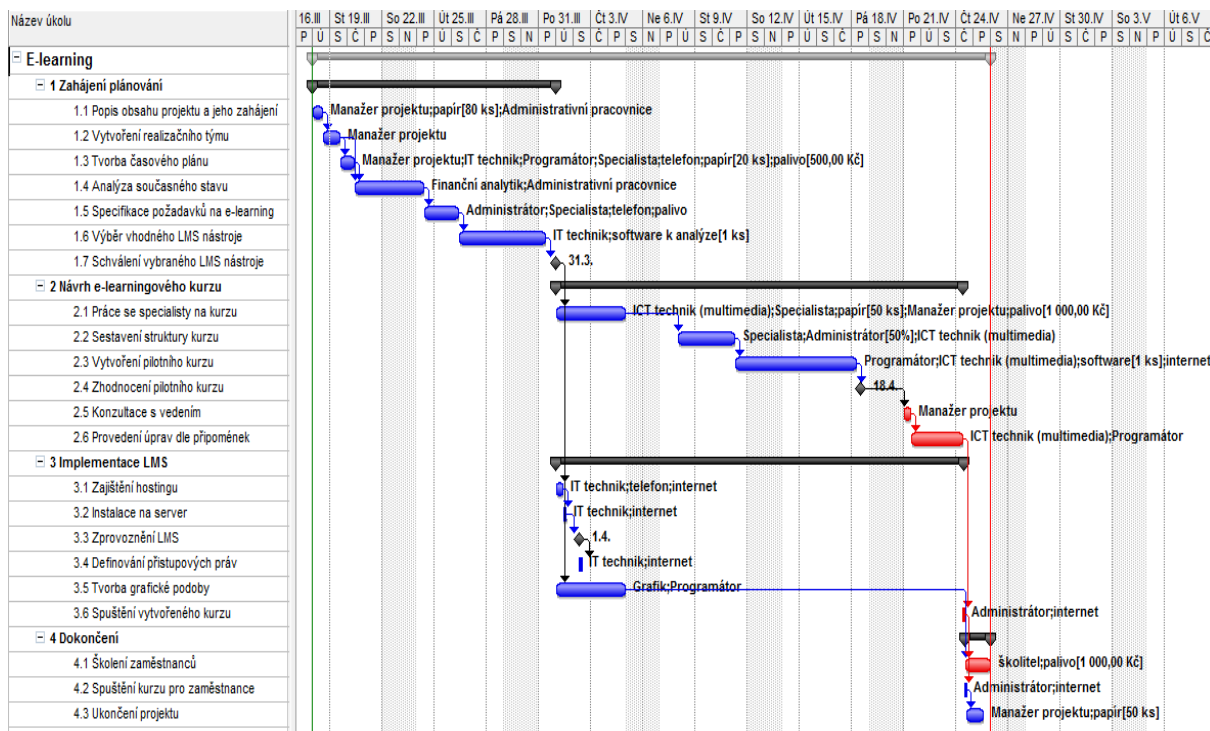 Název úkolu
16.III St 19.III So 22.III Út 25.III Pá 28.III Po 31.III Čt 3.IV Ne 6.IV St 9.IV So 12.IV Út 15.IV Pá 18.IV Po 21.IV Čt 24.IV Ne 27.IV St 30.IV So 3.V Út 6.V
P Ú S Č P S N P Ú S Č P S N P Ú S Č P S N P Ú S Č P S N P Ú S Č P S N P Ú S Č P S N P Ú S Č P S N P Ú S Č
E-learning
1 Zahájení plánování
1.1 Popis obsahu projektu a jeho zahájení Manažer projektu;papír[80 ks];Administrativní pracovnice
1.2 Vytvoření realizačního týmu Manažer projektu
1.3 Tvorba časového plánu Manažer projektu;IT technik;Programátor;Specialista;telefon;papír[20 ks];palivo[500,00 Kč]
1.4 Analýza současného stavu Finanční analytik;Administrativní pracovnice
1.5 Specifikace požadavků na e-learning Administrátor;Specialista;telefon;palivo
1.6 Výběr vhodného LMS nástroje IT technik;software k analýze[1 ks]
1.7 Schválení vybraného LMS nástroje 31.3.
2 Návrh e-learningového kurzu
2.1 Práce se specialisty na kurzu ICT technik (multimedia);Specialista;papír[50 ks];Manažer projektu;palivo[1 000,00 Kč]
2.2 Sestavení struktury kurzu Specialista;Administrátor[50%];ICT technik (multimedia)
2.3 Vytvoření pilotního kurzu Programátor;ICT technik (multimedia);software[1 ks];internet
2.4 Zhodnocení pilotního kurzu 18.4.
2.5 Konzultace s vedením Manažer projektu
2.6 Provedení úprav dle připomének ICT technik (multimedia);Programátor
3 Implementace LMS
3.1 Zajištění hostingu IT technik;telefon;internet
3.2 Instalace na server IT technik;internet
3.3 Zprovoznění LMS 1.4.
3.4 Definování přístupových práv IT technik;internet
3.5 Tvorba grafické podoby Grafik;Programátor
3.6 Spuštění vytvořeného kurzu Administrátor;internet
4 Dokončení
4.1 Školení zaměstnanců školitel;palivo[1 000,00 Kč]
4.2 Spuštění kurzu pro zaměstnance Administrátor;internet
4.3 Ukončení projektu Manažer projektu;papír[50 ks]